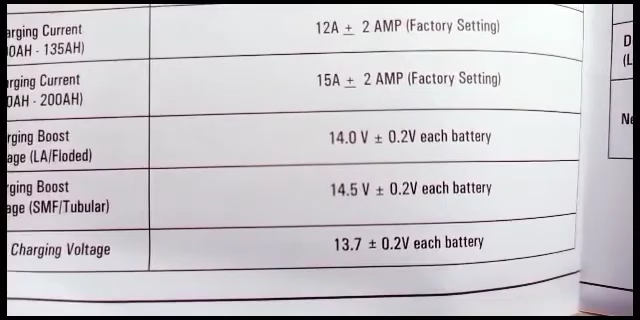 arging Current 12A ± 2 AMP (Factory Setting)
0AH - 135AH)
arging Current 15A ± 2 AMP (Factory Setting)
0AH - 200AH)
rging Boost 14.0 V ± 0.2V each battery
age (LA/Floded)
rging Boost 14.5 V ± 0.2V each battery
age (SMF/Tubular)
Charging Voltage 13.7 ± 0.2V each battery
D
(L
Ne